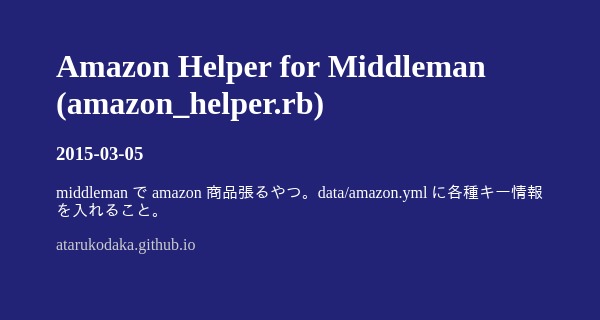 Amazon Helper for Middleman
(amazon_helper.rb)
2015-03-05
middleman で amazon 商品張るやつ。data/amazon.yml に各種キー情報
を入れること。
atarukodaka.github.io